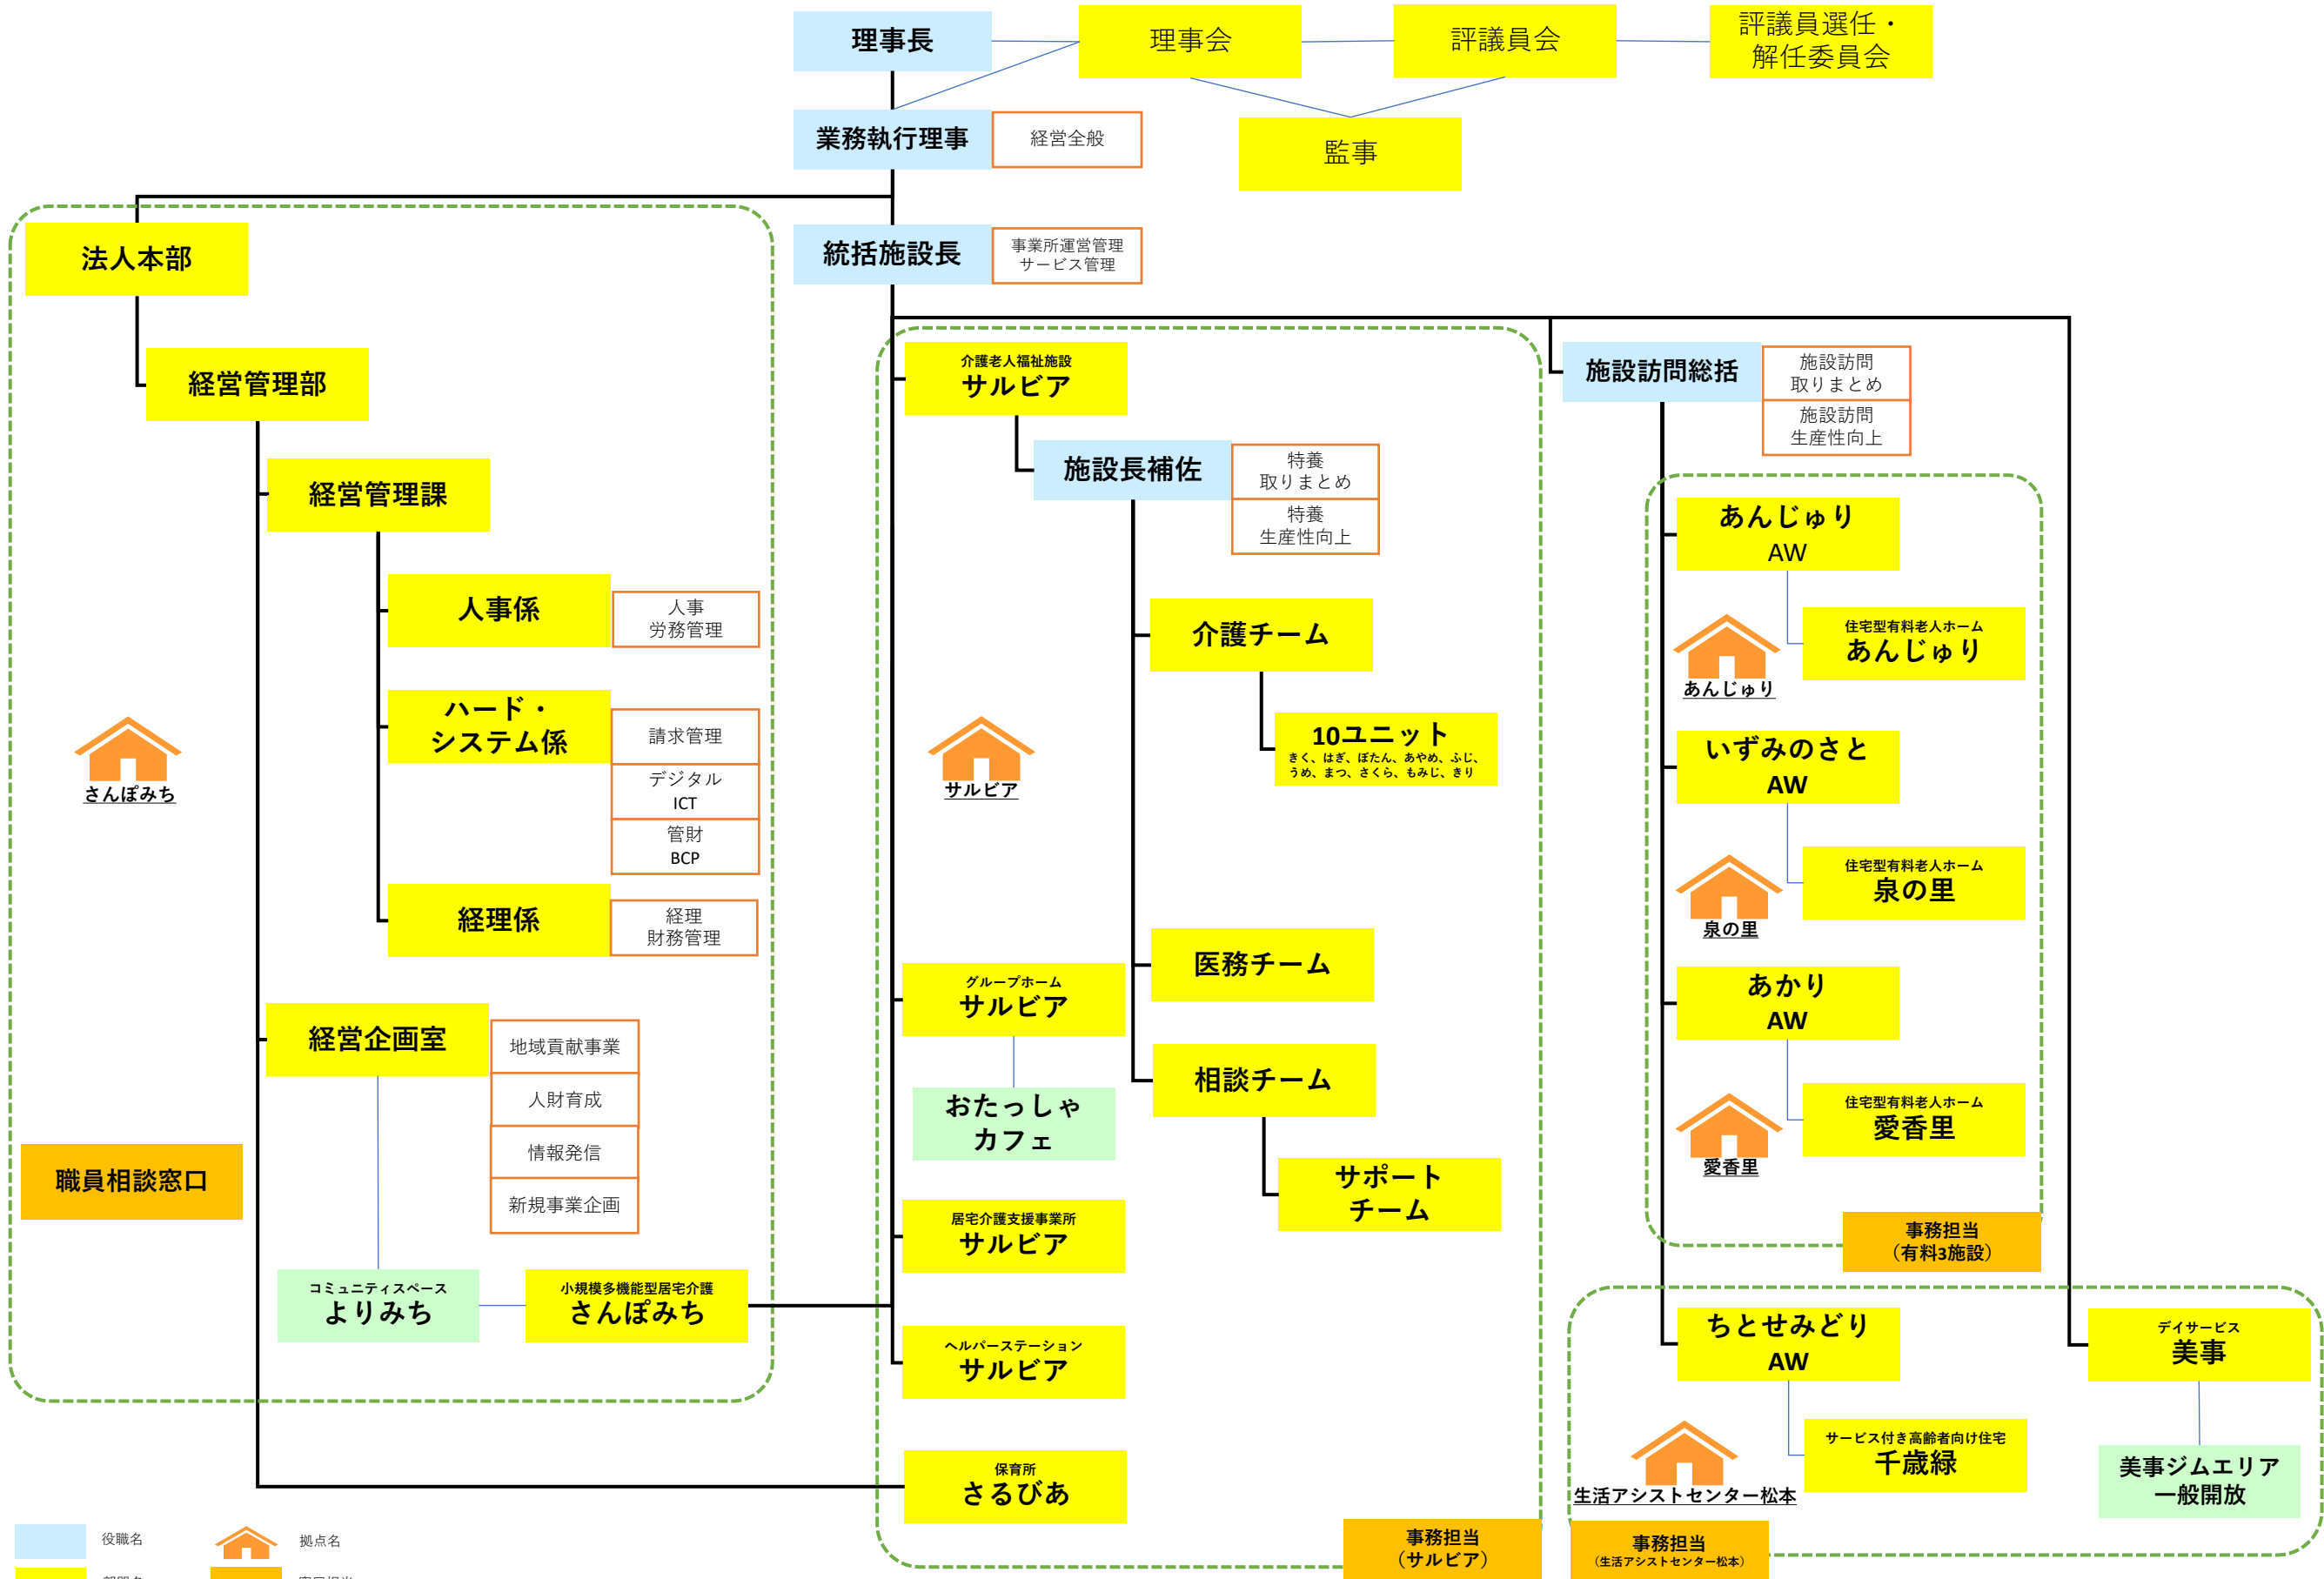 理事長
理事会
評議員会
評議員選任・
解任委員会
業務執行理事
経営全般
監事
法人本部
統括施設長
事業所運営管理
サービス管理
経営管理部
経営管理課
人事係
人事
労務管理
ハード・
システム係
請求管理
デジタル
ICT
管財
BCP
経理係
経理
財務管理
さんぽみち
経営企画室
地域貢献事業
人財育成
情報発信
新規事業企画
職員相談窓口
コミュニティスペース
よりみち
小規模多機能型居宅介護
さんぽみち
介護老人福祉施設
サルビア
施設長補佐
特養
取りまとめ
特養
生産性向上
介護チーム
10ユニット
きく、はぎ、ぼたん、あやめ、ふじ、
うめ、まつ、さくら、もみじ、きり
サルビア
医務チーム
グループホーム
サルビア
おたっしゃ
カフェ
相談チーム
サポート
チーム
居宅介護支援事業所
サルビア
ヘルパーステーション
サルビア
保育所
さるびあ
事務担当
（サルビア）
施設訪問総括
施設訪問
取りまとめ
施設訪問
生産性向上
あんじゅり
AW
住宅型有料老人ホーム
あんじゅり
あんじゅり
いずみのさと
AW
住宅型有料老人ホーム
泉の里
泉の里
あかり
AW
住宅型有料老人ホーム
愛香里
愛香里
事務担当
（有料3施設）
ちとせみどり
AW
サービス付き高齢者向け住宅
千歳緑
生活アシストセンター松本
事務担当
（生活アシストセンター松本）
デイサービス
美事
美事ジムエリア
一般開放
役職名
拠点名